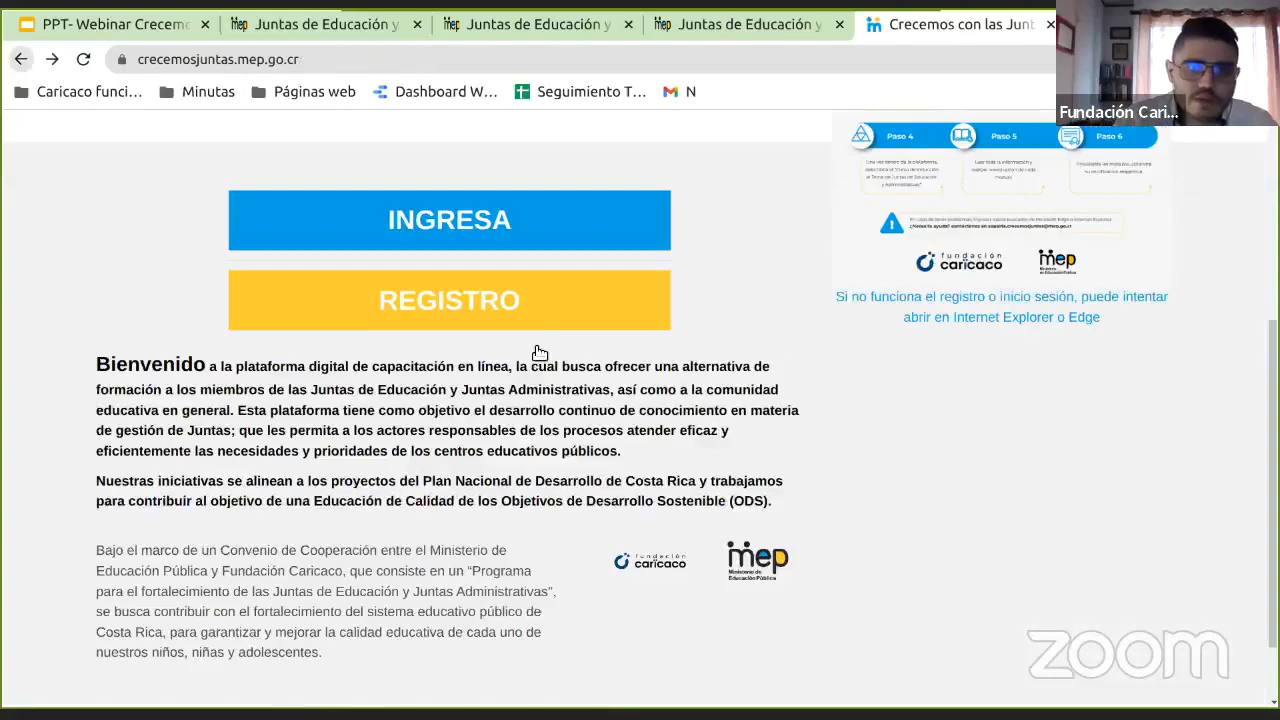 PPT- Webinar Crecem
Juntas de Educación y
Juntas de Educación y
Juntas de Educación y
Crecemos con las Junt
crecemosjuntas.mep.go.cr
Caricaco funci...
Minutas
Páginas web
Dashboard W...
Seguimiento T...
N
Fundación Cari...
Paso 4
Paso 5
Paso 6
fundación
caricaco
mep
Ministerio de
Educación Pública
Si no funciona el registro o inicio sesión, puede intentar
abrir en Internet Explorer o Edge
INGRESA
REGISTRO
Bienvenido a la plataforma digital de capacitación en línea, la cual busca ofrecer una alternativa de
formación a los miembros de las Juntas de Educación y Juntas Administrativas, así como a la comunidad
educativa en general. Esta plataforma tiene como objetivo el desarrollo continuo de conocimiento en materia
de gestión de Juntas; que les permita a los actores responsables de los procesos atender eficaz y
eficientemente las necesidades y prioridades de los centros educativos públicos.
Nuestras iniciativas se alinean a los proyectos del Plan Nacional de Desarrollo de Costa Rica y trabajamos
para contribuir al objetivo de una Educación de Calidad de los Objetivos de Desarrollo Sostenible (ODS).
Bajo el marco de un Convenio de Cooperación entre el Ministerio de
Educación Pública y Fundación Caricaco, que consiste en un “Programa
para el fortalecimiento de las Juntas de Educación y Juntas Administrativas”,
se busca contribuir con el fortalecimiento del sistema educativo público de
Costa Rica, para garantizar y mejorar la calidad educativa de cada uno de
nuestros niños, niñas y adolescentes.
fundación
caricaco
mep
Ministerio de
Educación Pública
zoom